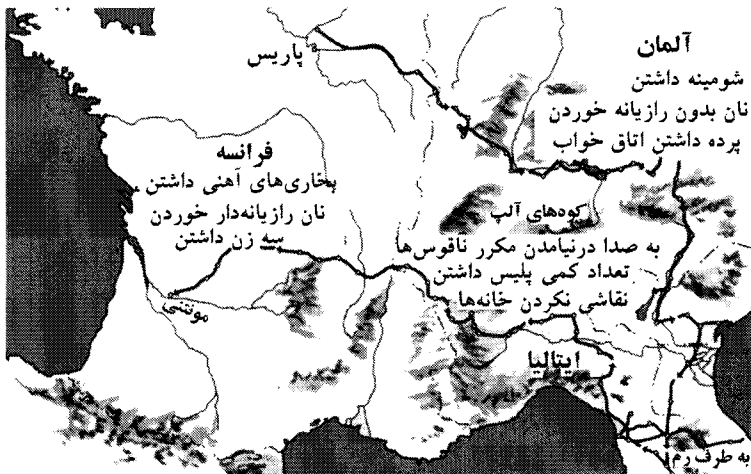 آلمان
شومینه داشتن
نان بدون رازیانه خوردن
پرده داشتن اتاق خواب
پاریس
فرانسه
بخاری‌های آهنی داشتن
نان رازیانه‌دار خوردن
سه زن داشتن
کوه‌های آلپ
به صدا درنیامدن مکرر ناقوس‌ها
تعداد کمی پلیس داشتن
نقاشی نکردن خانه‌ها
مونتنی
ایتالیا
به طرف رم